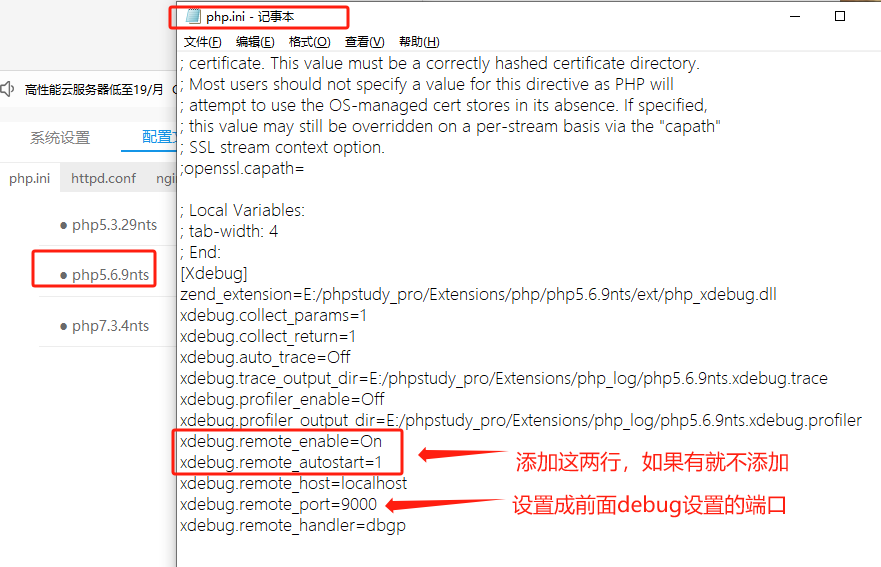 php.ini - 记事本
文件(F) 编辑(E) 格式(O) 查看(V) 帮助(H)
高性能云服务器低至19/月
系统设置 配置
php.ini httpd.conf ngi
● php5.3.29nts
● php5.6.9nts
● php7.3.4nts
; certificate. This value must be a correctly hashed certificate directory.
; Most users should not specify a value for this directive as PHP will
; attempt to use the OS-managed cert stores in its absence. If specified,
; this value may still be overridden on a per-stream basis via the "capath"
; SSL stream context option.
;openssl.capath=
; Local Variables:
; tab-width: 4
; End:
[Xdebug]
zend_extension=E:/phpstudy_pro/Extensions/php/php5.6.9nts/ext/php_xdebug.dll
xdebug.collect_params=1
xdebug.collect_return=1
xdebug.auto_trace=Off
xdebug.trace_output_dir=E:/phpstudy_pro/Extensions/php_log/php5.6.9nts.xdebug.trace
xdebug.profiler_enable=Off
xdebug.profiler_output_dir=E:/phpstudy_pro/Extensions/php_log/php5.6.9nts.xdebug.profiler
xdebug.remote_enable=On
xdebug.remote_autostart=1
添加这两行，如果有就不添加
xdebug.remote_host=localhost
xdebug.remote_port=9000
设置成前面debug设置的端口
xdebug.remote_handler=dbgp